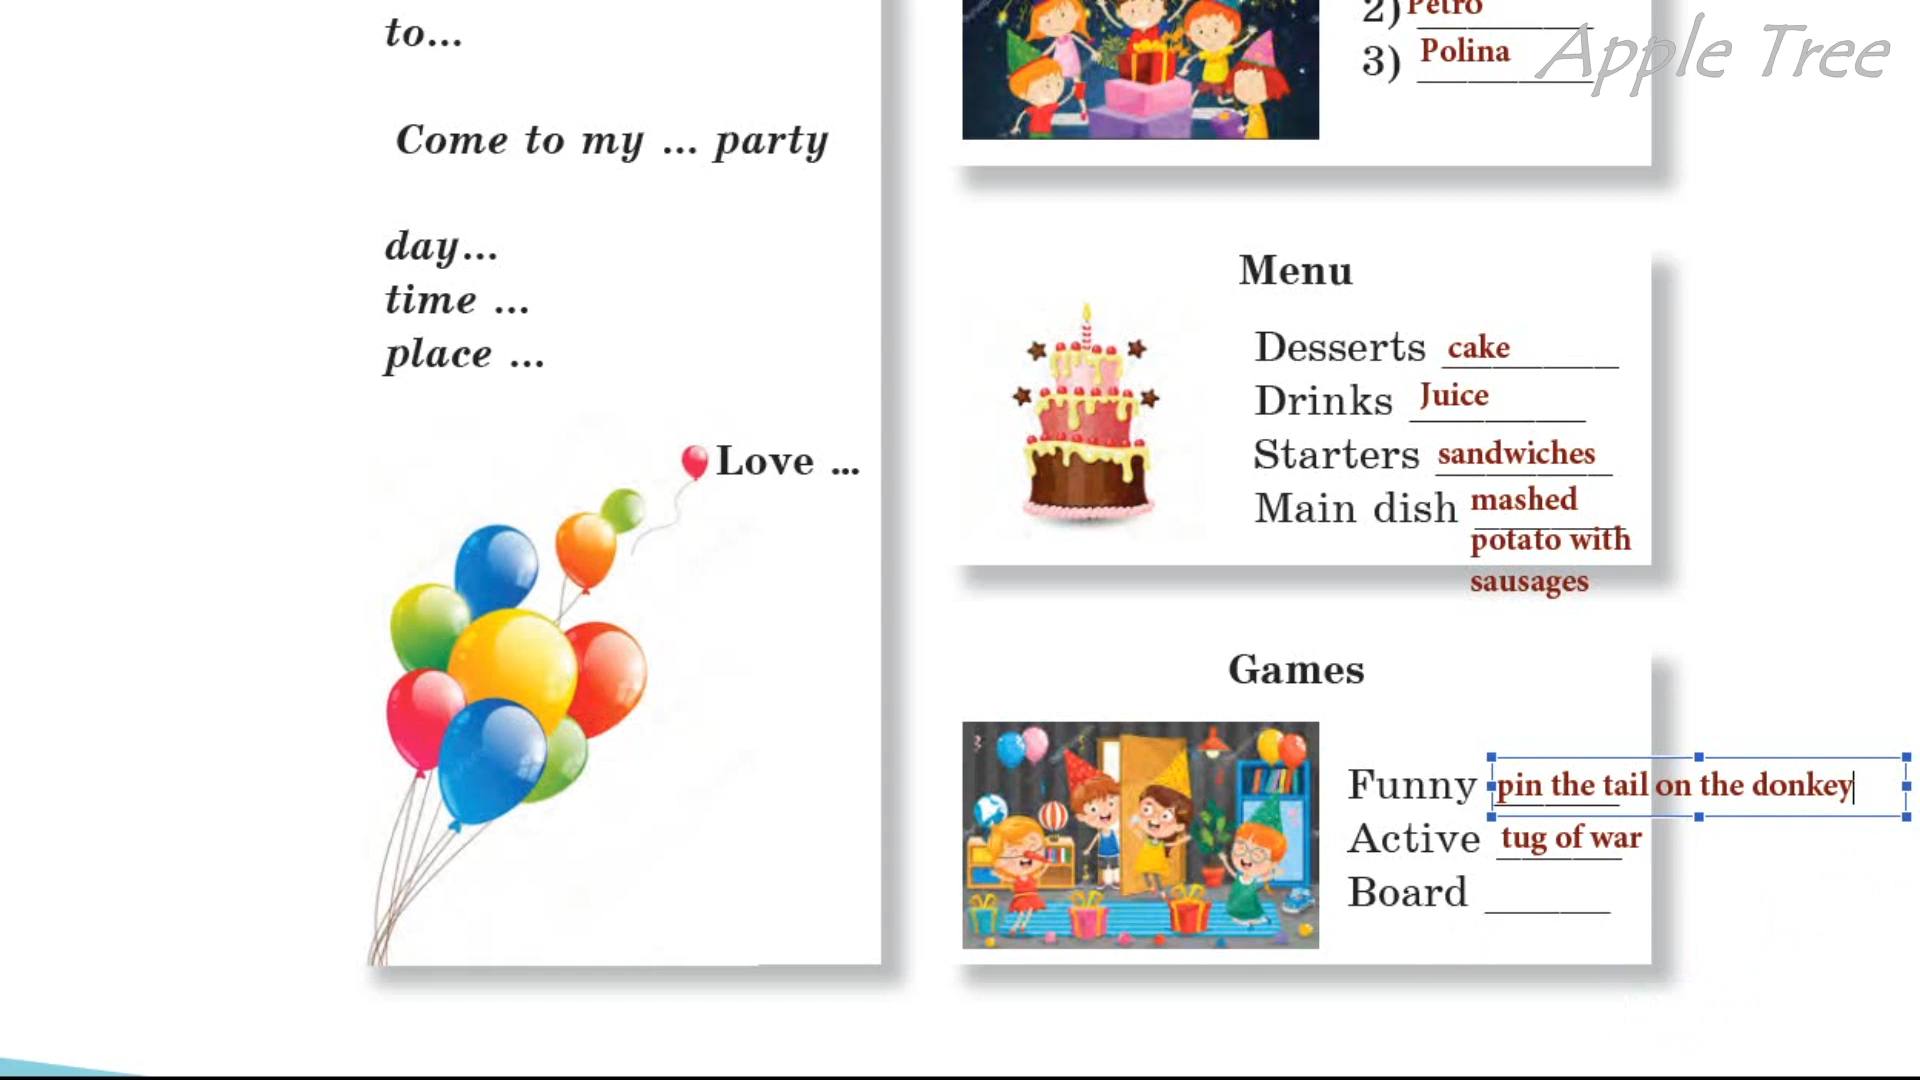 to...
Come to my ... party
day...
time ...
place ...
Love ...
2) Petro
3) Polina
Apple Tree
Menu
Desserts cake
Drinks Juice
Starters sandwiches
Main dish mashed
potato with
sausages
Games
Funny pin the tail on the donkey
Active tug of war
Board